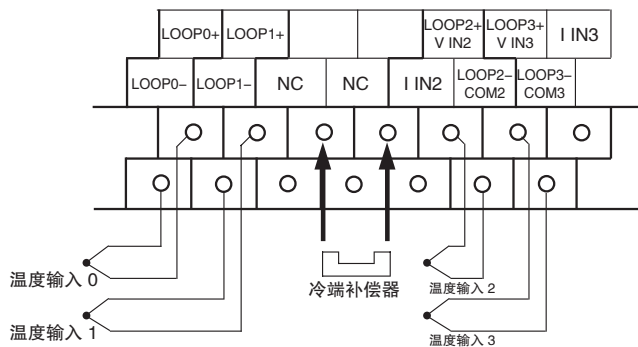 LOOP0+ LOOP1+ LOOP2+ LOOP3+ I IN3
V IN2 V IN3
LOOP0− LOOP1− NC NC I IN2 LOOP2− LOOP3−
COM2 COM3
温度输入 0
冷端补偿器
温度输入 2
温度输入 1
温度输入 3